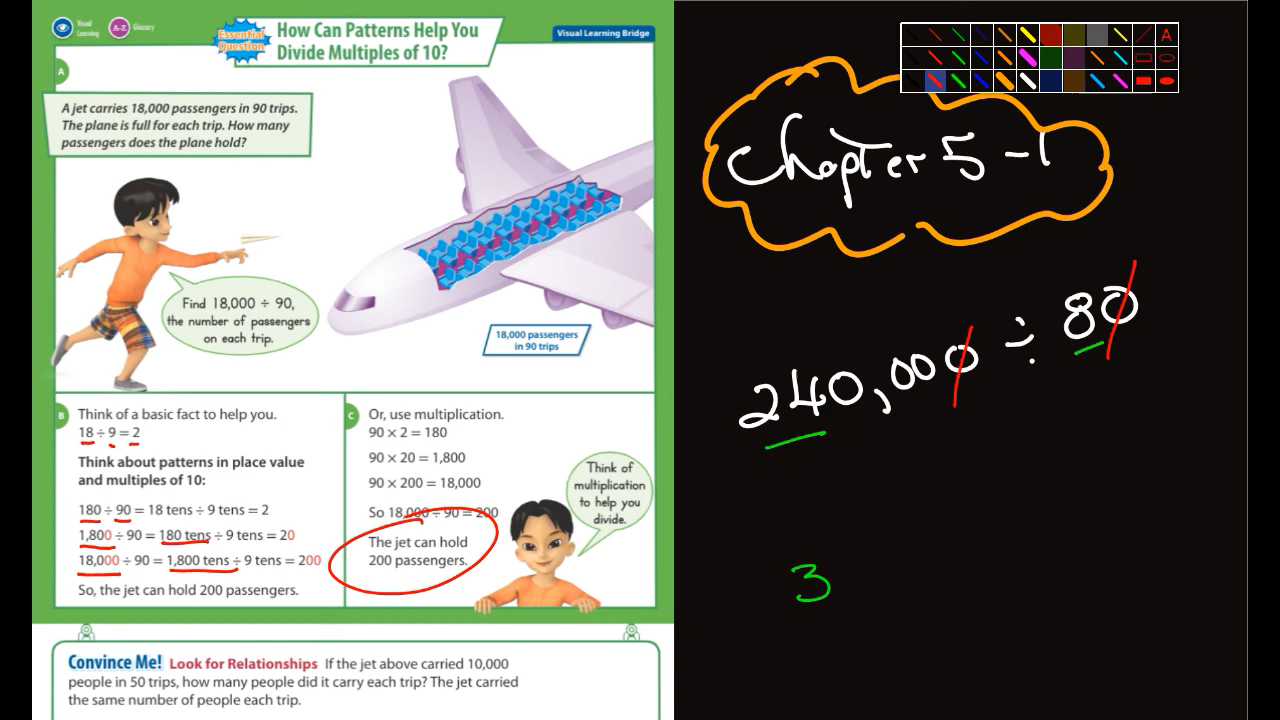 Visual
Learning
A-Z
Glossary
Essential
Question
How Can Patterns Help You
Divide Multiples of 10?
Visual Learning Bridge
A
A jet carries 18,000 passengers in 90 trips.
The plane is full for each trip. How many
passengers does the plane hold?
Find 18,000 ÷ 90,
the number of passengers
on each trip.
18,000 passengers
in 90 trips
B
Think of a basic fact to help you.
18 ÷ 9 = 2
Think about patterns in place value
and multiples of 10:
180 ÷ 90 = 18 tens ÷ 9 tens = 2
1,800 ÷ 90 = 180 tens ÷ 9 tens = 20
18,000 ÷ 90 = 1,800 tens ÷ 9 tens = 200
So, the jet can hold 200 passengers.
C
Or, use multiplication.
90 × 2 = 180
90 × 20 = 1,800
90 × 200 = 18,000
So 18,000 ÷ 90 = 200
The jet can hold
200 passengers.
Think of
multiplication
to help you
divide.
Convince Me! Look for Relationships If the jet above carried 10,000
people in 50 trips, how many people did it carry each trip? The jet carried
the same number of people each trip.
A
Chapter 5-1
240,000 ÷ 80
3